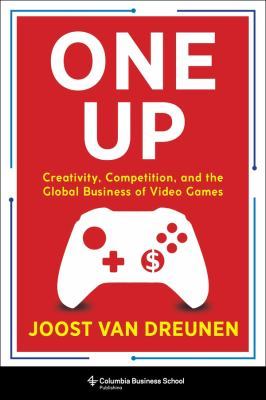 ONE
UP
Creativity, Competition, and the
Global Business of Video Games
$
JOOST VAN DREUNEN
Columbia Business School
Publishing